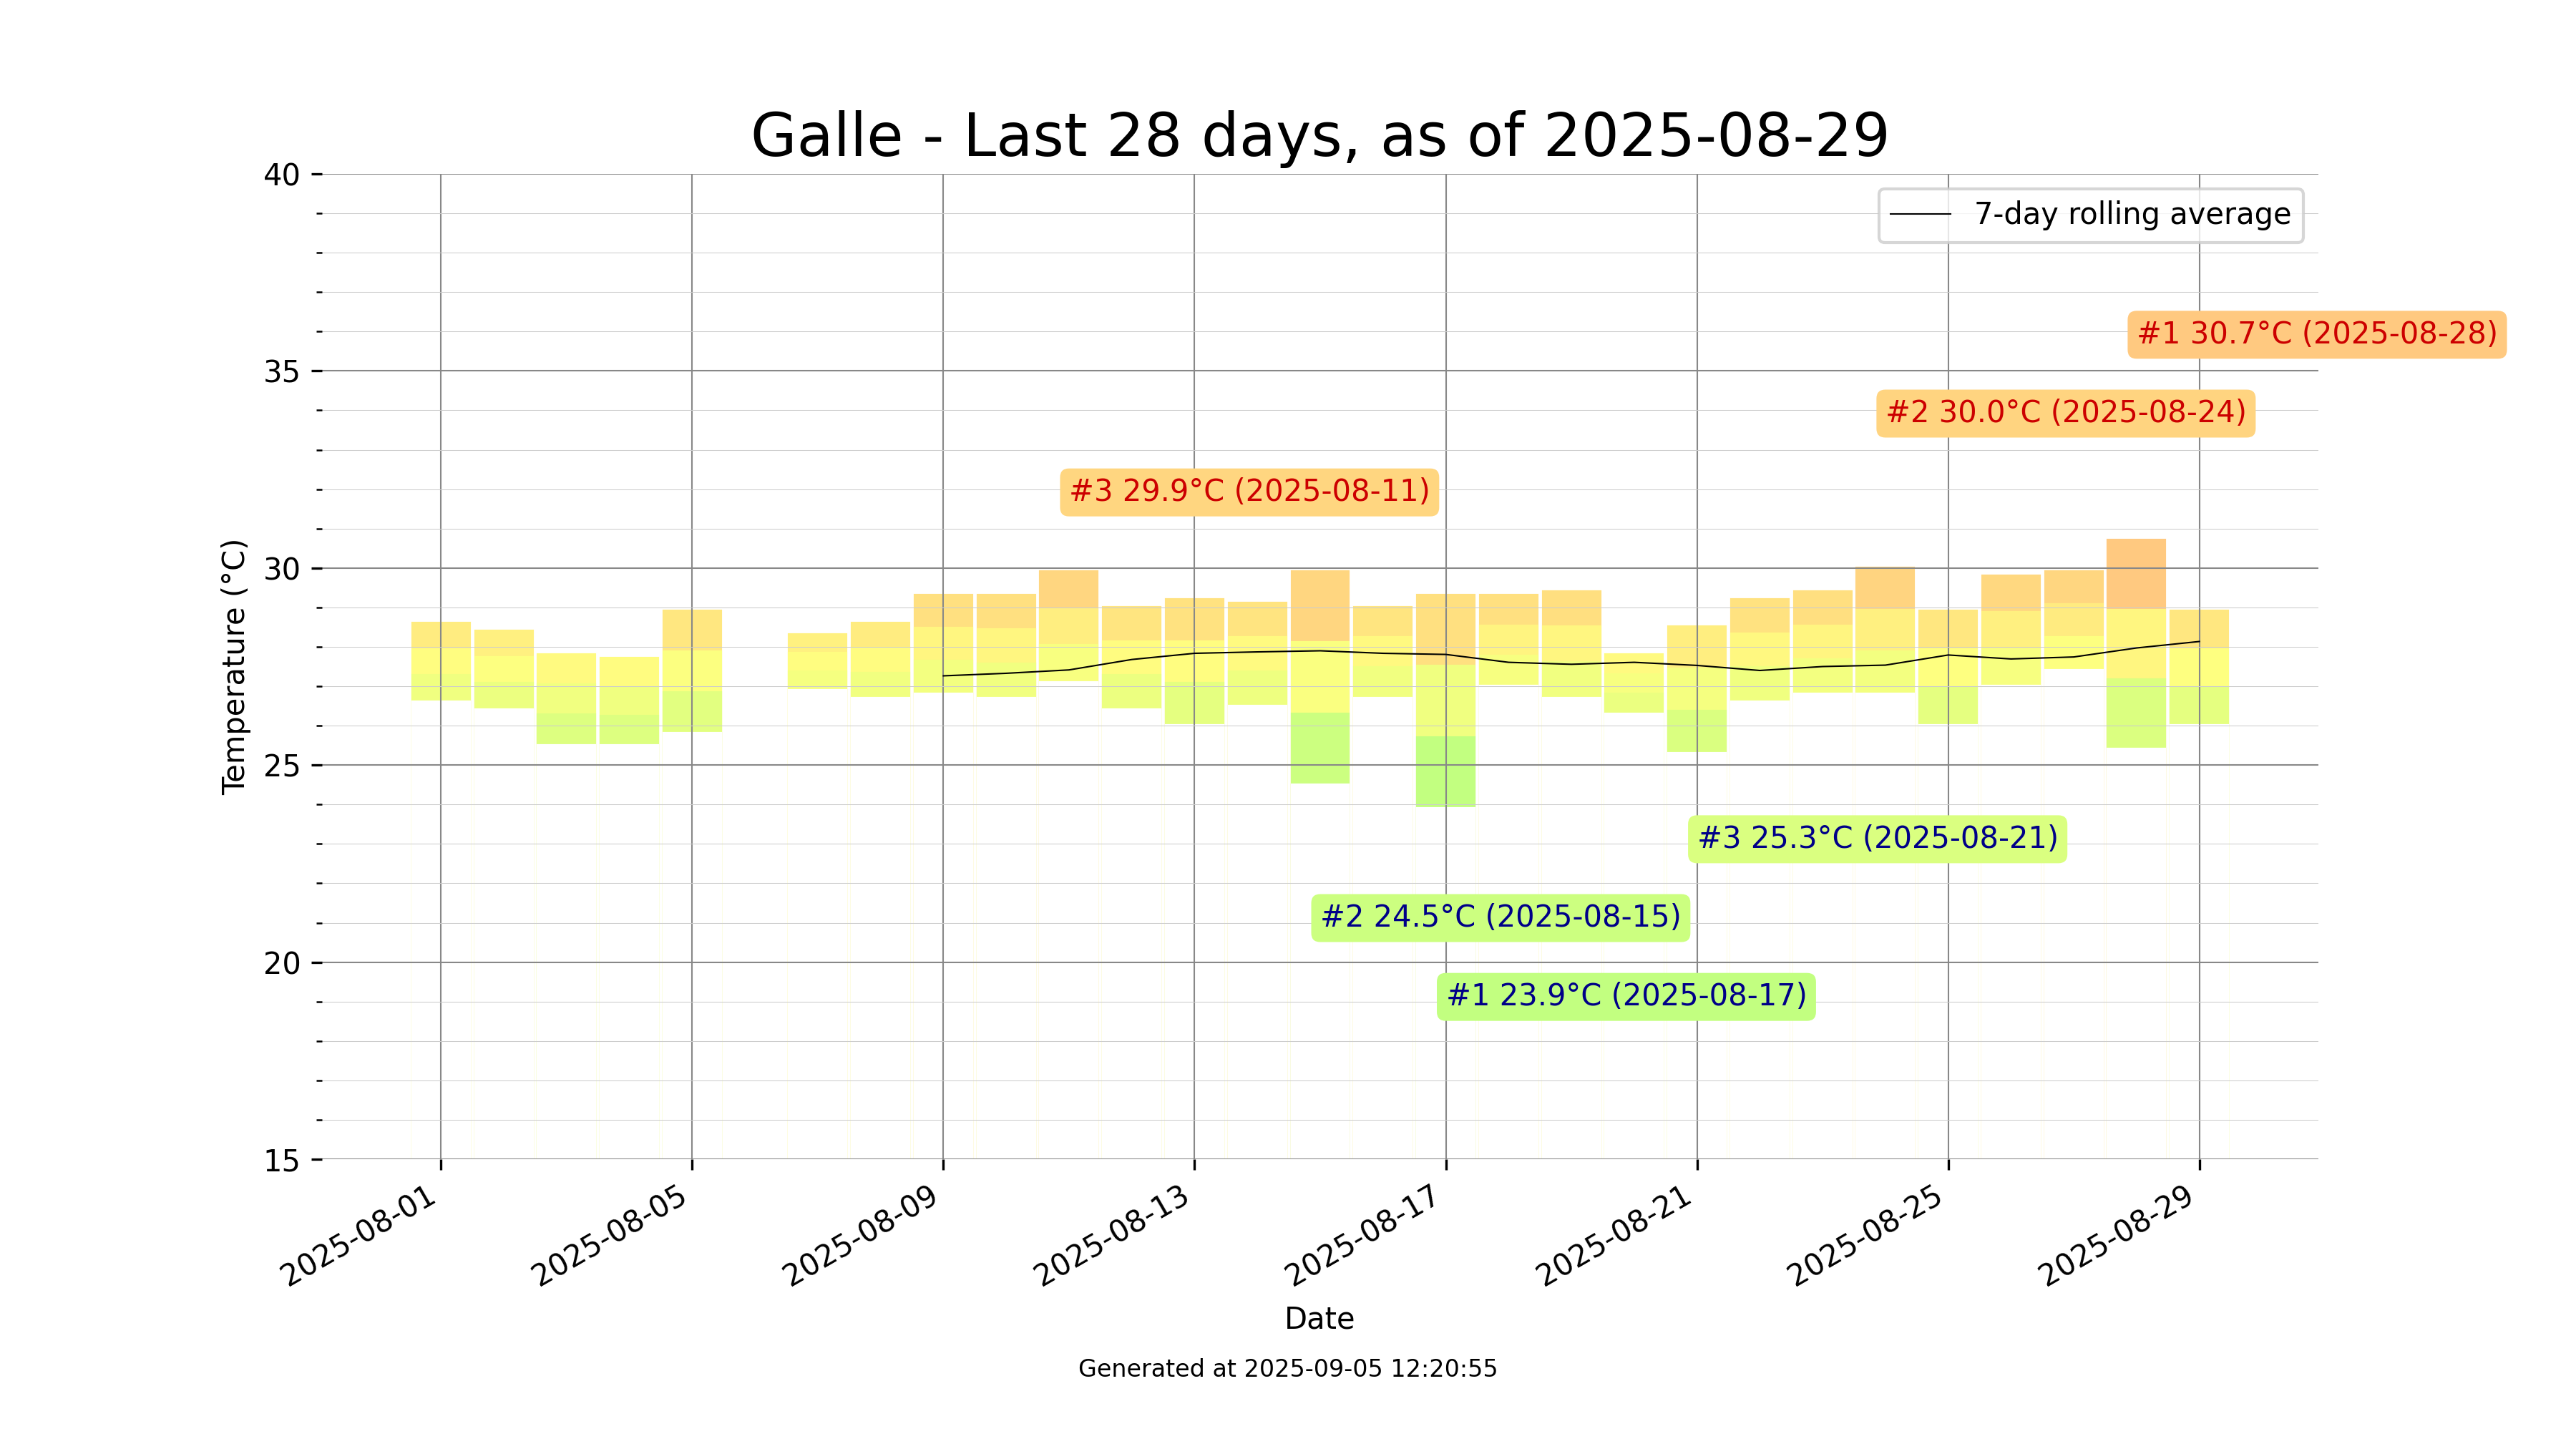 Galle - Last 28 days, as of 2025-08-29
40
7-day rolling average
#1 30.7°C (2025-08-28)
35
#2 30.0°C (2025-08-24)
#3 29.9°C (2025-08-11)
30
Temperature (°C)
25
#3 25.3°C (2025-08-21)
#2 24.5°C (2025-08-15)
20
#1 23.9°C (2025-08-17)
15
2025-08-01
2025-08-05
2025-08-09
2025-08-13
2025-08-17
2025-08-21
2025-08-25
2025-08-29
Date
Generated at 2025-09-05 12:20:55